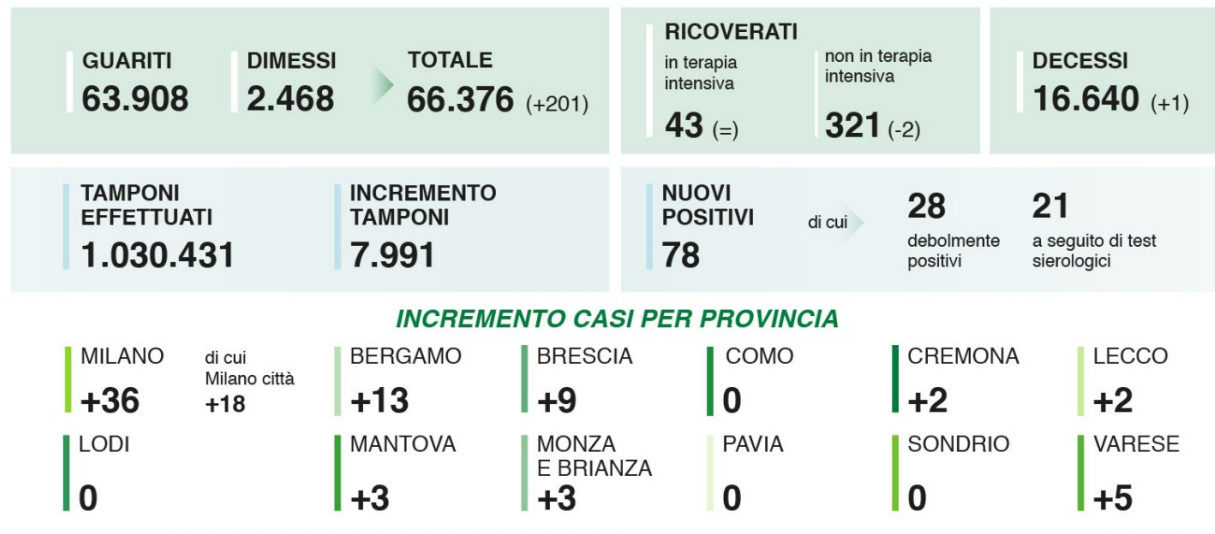 GUARITI
63.908
DIMESSI
2.468
TOTALE
66.376 (+201)
RICOVERATI
in terapia
intensiva
43 (=)
non in terapia
intensiva
321 (-2)
DECESSI
16.640 (+1)
TAMPONI
EFFETTUATI
1.030.431
INCREMENTO
TAMPONI
7.991
NUOVI
POSITIVI
78
di cui
28
debolmente
positivi
21
a seguito di test
sierologici
INCREMENTO CASI PER PROVINCIA
MILANO
+36
di cui
Milano città
+18
BERGAMO
+13
BRESCIA
+9
COMO
0
CREMONA
+2
LECCO
+2
LODI
0
MANTOVA
+3
MONZA
E BRIANZA
+3
PAVIA
0
SONDRIO
0
VARESE
+5